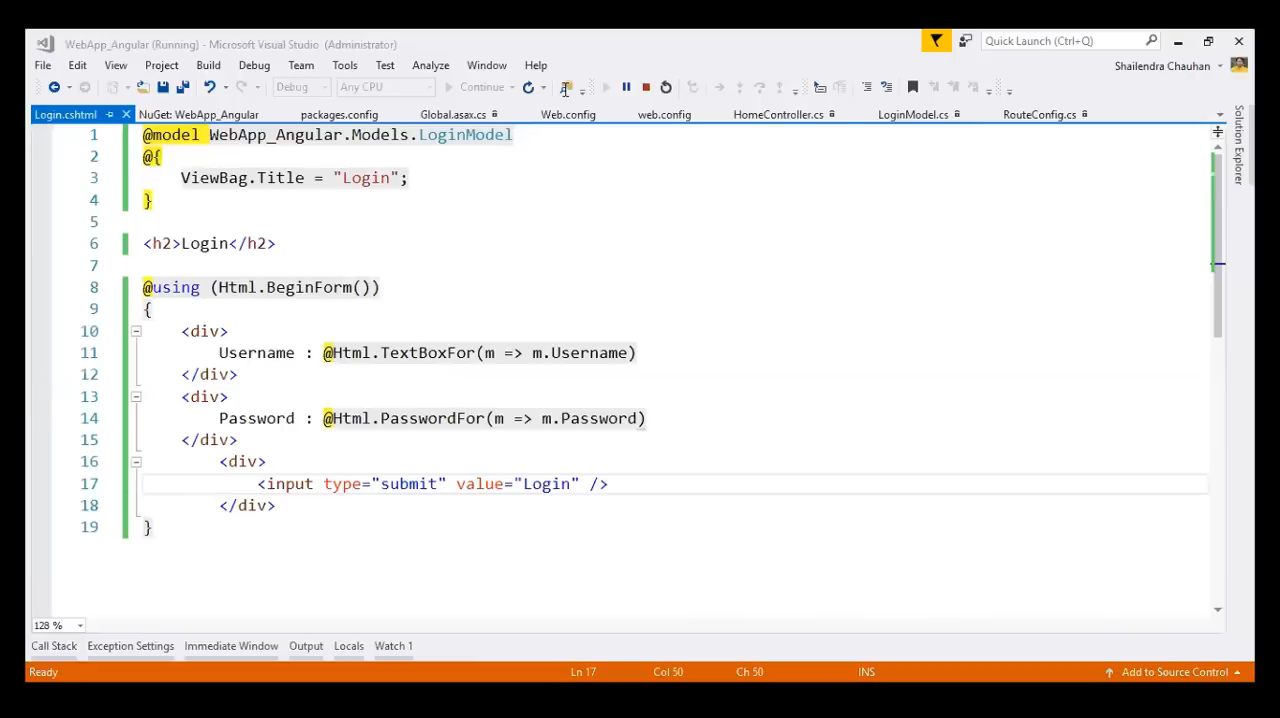 WebApp_Angular (Running) - Microsoft Visual Studio (Administrator)
Quick Launch (Ctrl+Q)
File Edit View Project Build Debug Team Tools Test Analyze Window Help
Shailendra Chauhan
Debug Any CPU Continue
Login.cshtml NuGet: WebApp_Angular packages.config Global.asax.cs Web.config web.config HomeController.cs LoginModel.cs RouteConfig.cs
Solution Explorer
1 @model WebApp_Angular.Models.LoginModel
2 @{
3 ViewBag.Title = "Login";
4 }
5
6 <h2>Login</h2>
7
8 @using (Html.BeginForm())
9 {
10 <div>
11 Username : @Html.TextBoxFor(m => m.Username)
12 </div>
13 <div>
14 Password : @Html.PasswordFor(m => m.Password)
15 </div>
16 <div>
17 <input type="submit" value="Login" />
18 </div>
19 }
128 %
Call Stack Exception Settings Immediate Window Output Locals Watch 1
Ready Ln 17 Col 50 Ch 50 INS Add to Source Control